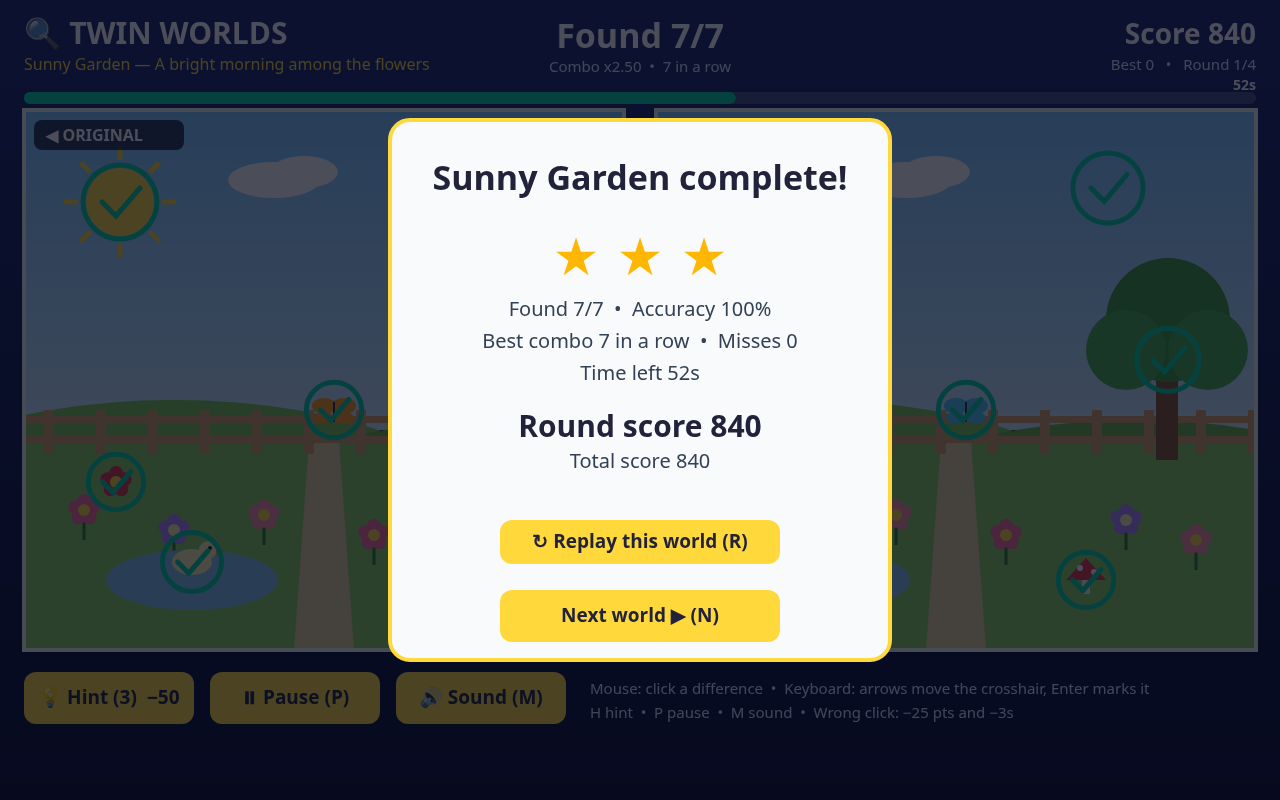 🔍 TWIN WORLDS
Sunny Garden — A bright morning among the flowers
Found 7/7
Combo x2.50 • 7 in a row
Score 840
Best 0 • Round 1/4
52s
◀ ORIGINAL
Sunny Garden complete!
★ ★ ★
Found 7/7 • Accuracy 100%
Best combo 7 in a row • Misses 0
Time left 52s
Round score 840
Total score 840
↻ Replay this world (R)
Next world ▶ (N)
💡 Hint (3) −50
⏸ Pause (P)
🔊 Sound (M)
Mouse: click a difference • Keyboard: arrows move the crosshair, Enter marks it
H hint • P pause • M sound • Wrong click: −25 pts and −3s